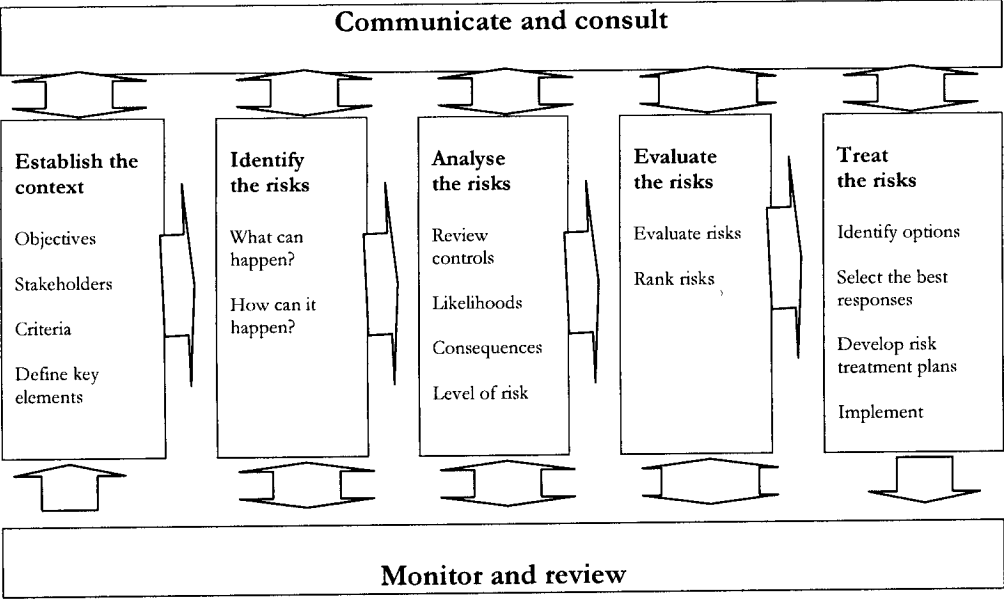 Communicate and consult
Establish the
context
Objectives
Stakeholders
Criteria
Define key
elements
Identify
the risks
What can
happen?
How can it
happen?
Analyse
the risks
Review
controls
Likelihoods
Consequences
Level of risk
Evaluate
the risks
Evaluate risks
Rank risks
Treat
the risks
Identify options
Select the best
responses
Develop risk
treatment plans
Implement
Monitor and review